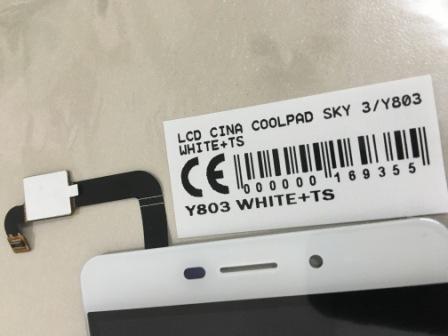 LCD CINA COOLPAD SKY 3/Y803
WHITE+TS
CE
000000 169355
Y803 WHITE+TS